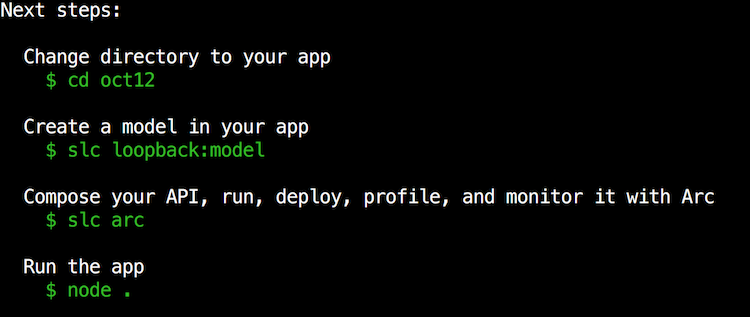 Next steps:
Change directory to your app
$ cd oct12
Create a model in your app
$ slc loopback:model
Compose your API, run, deploy, profile, and monitor it with Arc
$ slc arc
Run the app
$ node .